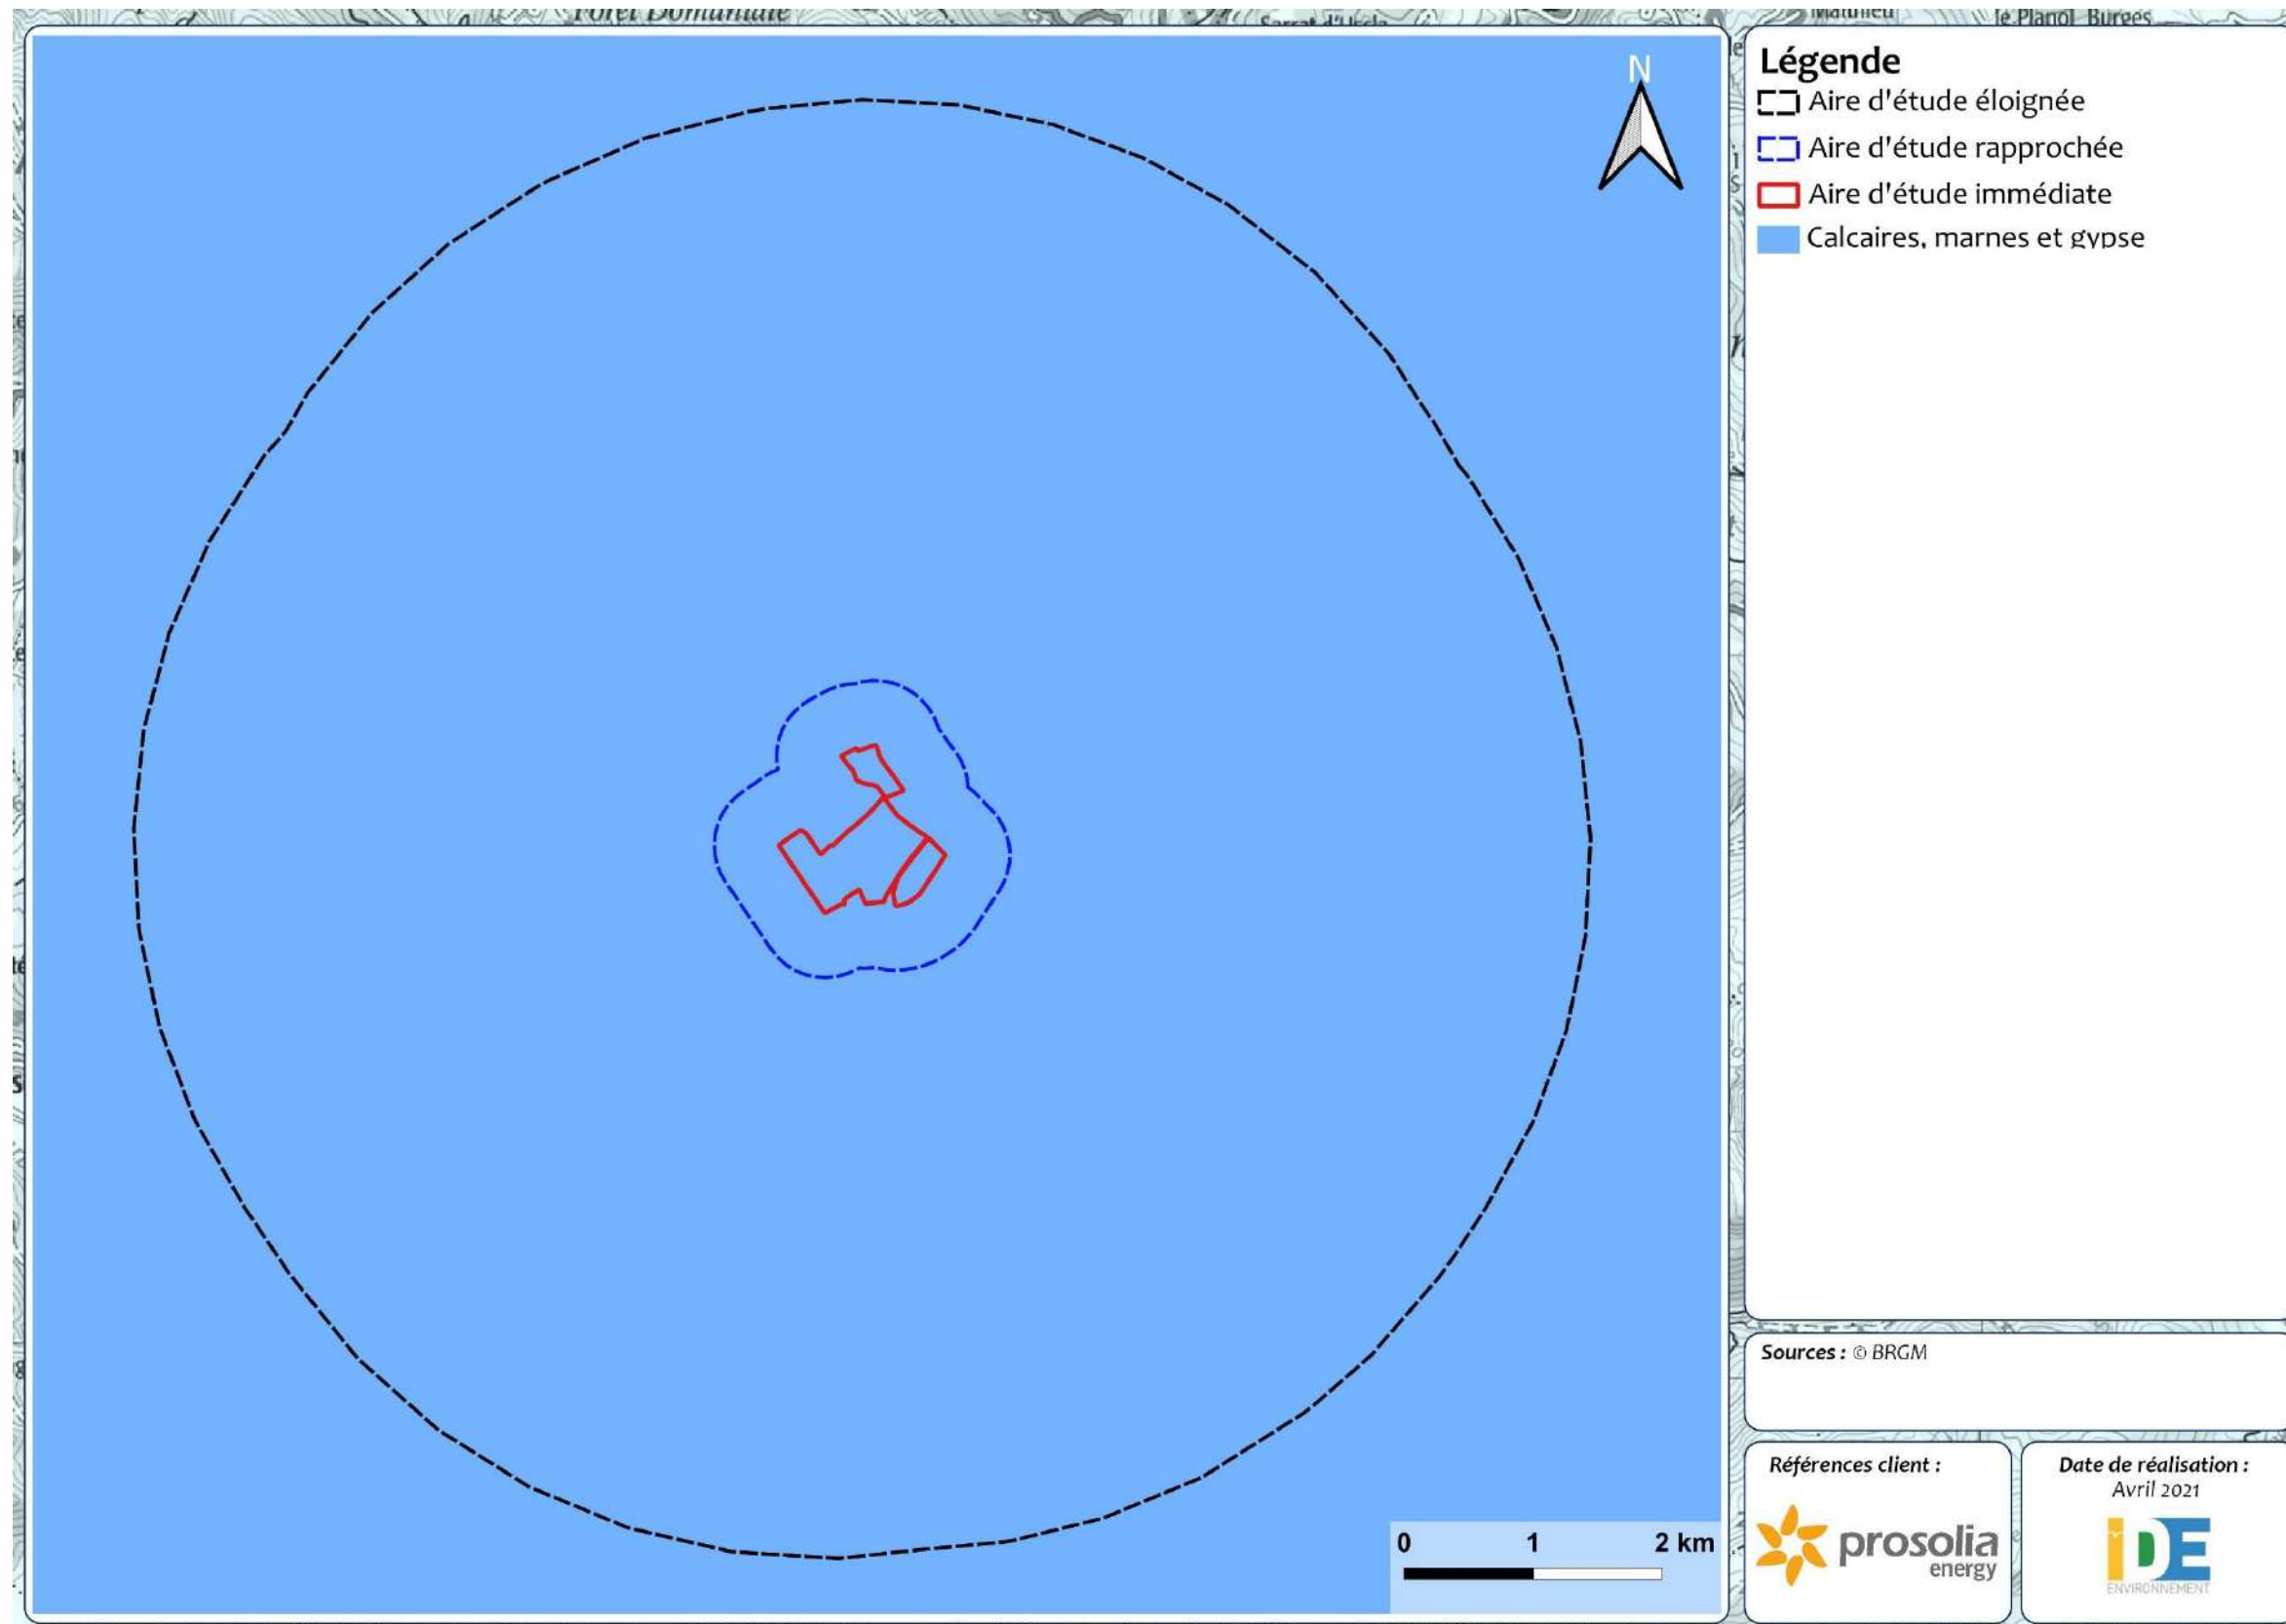 N
0 1 2 km
Légende
Aire d'étude éloignée
Aire d'étude rapprochée
Aire d'étude immédiate
Calcaires, marnes et gypse
Sources : © BRGM
Références client :
prosolia
energy
Date de réalisation :
Avril 2021
IDE
ENVIRONNEMENT